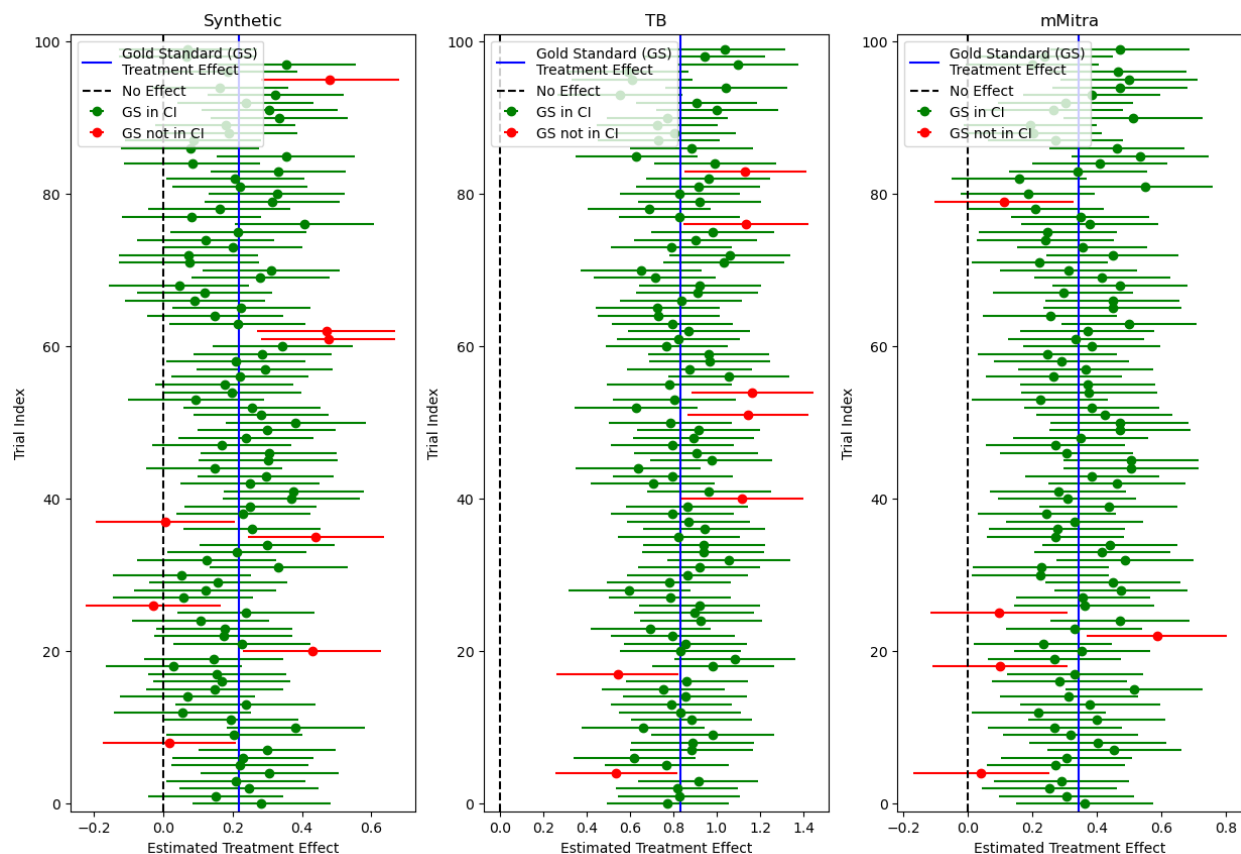 Synthetic
TB
mMitra
Gold Standard (GS)
Treatment Effect
No Effect
GS in CI
GS not in CI
Gold Standard (GS)
Treatment Effect
No Effect
GS in CI
GS not in CI
Gold Standard (GS)
Treatment Effect
No Effect
GS in CI
GS not in CI
Trial Index
100
80
60
40
20
0
−0.2 0.0 0.2 0.4 0.6
Estimated Treatment Effect
Trial Index
100
80
60
40
20
0
0.0 0.2 0.4 0.6 0.8 1.0 1.2 1.4
Estimated Treatment Effect
Trial Index
100
80
60
40
20
0
−0.2 0.0 0.2 0.4 0.6 0.8
Estimated Treatment Effect